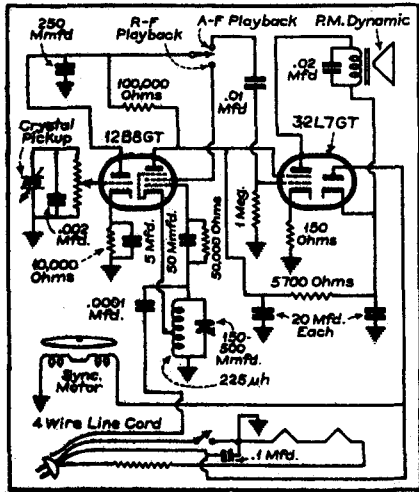 250
Mmfd
R-F
Playback
A-F Playback
P.M. Dynamic
100,000
Ohms
.01
Mfd
.02
Mfd
Crystal
Pickup
12B8GT
32L7GT
.002
Mfd.
10,000
Ohms
5 Mfd.
50 Mmfd.
50,000 Ohms
1 Meg.
150
Ohms
5700 Ohms
.0001
Mfd.
20 Mfd.
Each
150-
500
Mmfd.
225 μh
Sync.
Motor
4 Wire Line Cord
.1 Mfd.